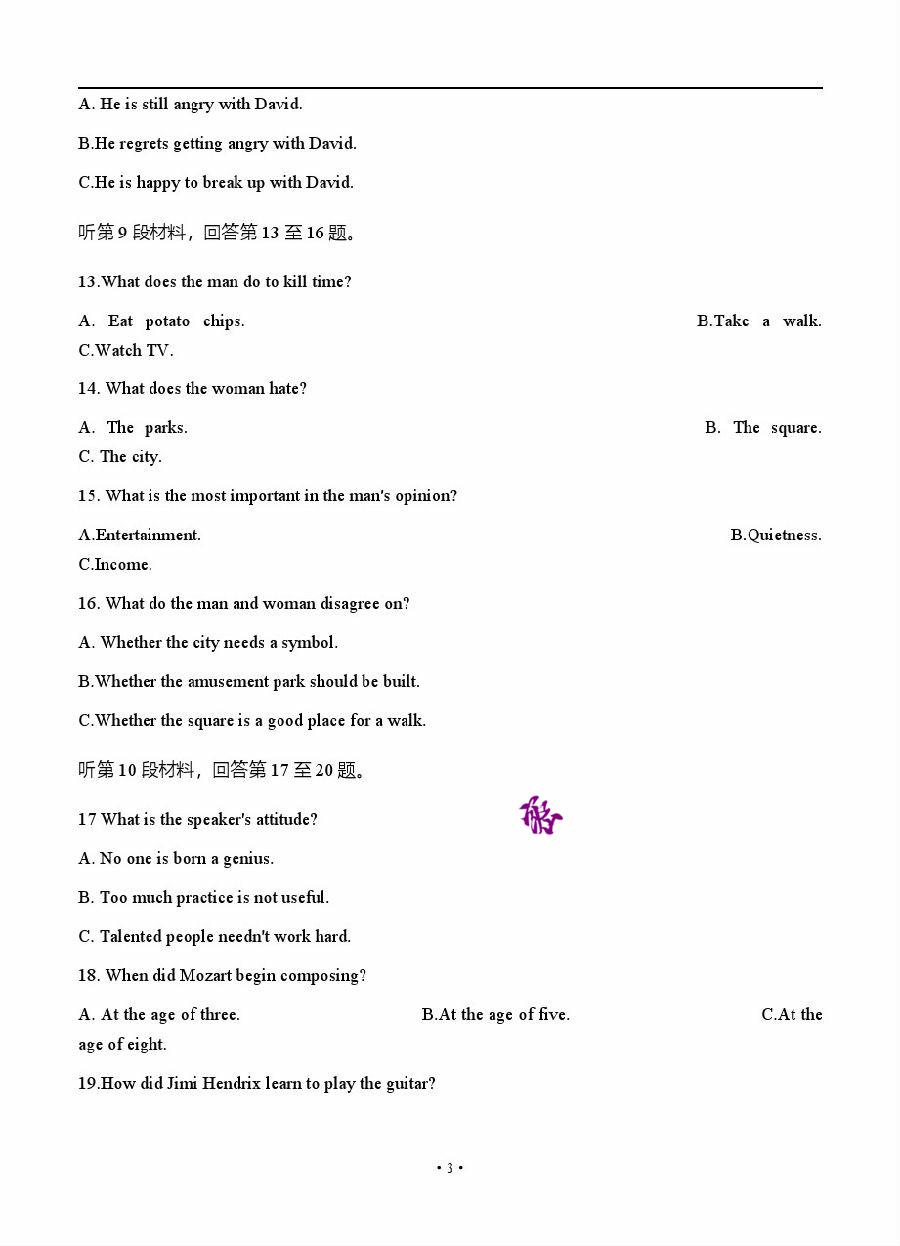 A. He is still angry with David.
B.He regrets getting angry with David.
C.He is happy to break up with David.
听第 9 段材料，回答第 13 至 16 题。
13.What does the man do to kill time?
A. Eat potato chips. B.Take a walk.
C.Watch TV.
14. What does the woman hate?
A. The parks. B. The square.
C. The city.
15. What is the most important in the man's opinion?
A.Entertainment. B.Quietness.
C.Income.
16. What do the man and woman disagree on?
A. Whether the city needs a symbol.
B.Whether the amusement park should be built.
C.Whether the square is a good place for a walk.
听第 10 段材料，回答第 17 至 20 题。
17 What is the speaker's attitude?
A. No one is born a genius.
B. Too much practice is not useful.
C. Talented people needn't work hard.
18. When did Mozart begin composing?
A. At the age of three. B.At the age of five. C.At the
age of eight.
19.How did Jimi Hendrix learn to play the guitar?
• 3 •